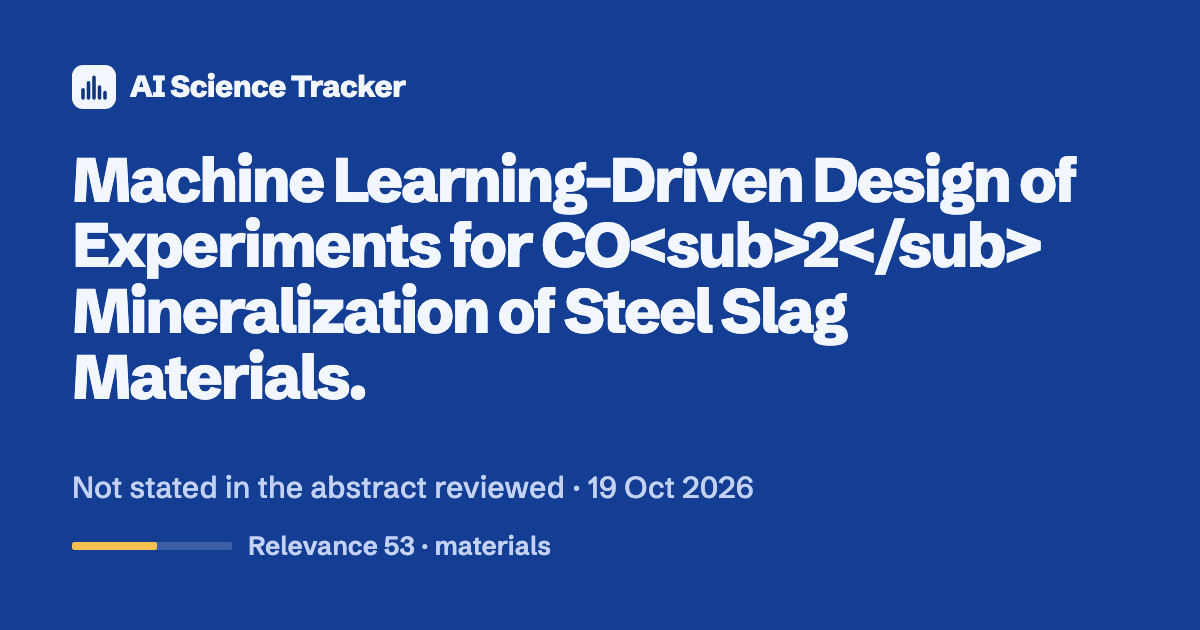 AI Science Tracker
Machine Learning-Driven Design of
Experiments for CO<sub>2</sub>
Mineralization of Steel Slag
Materials.
Not stated in the abstract reviewed · 19 Oct 2026
Relevance 53 · materials